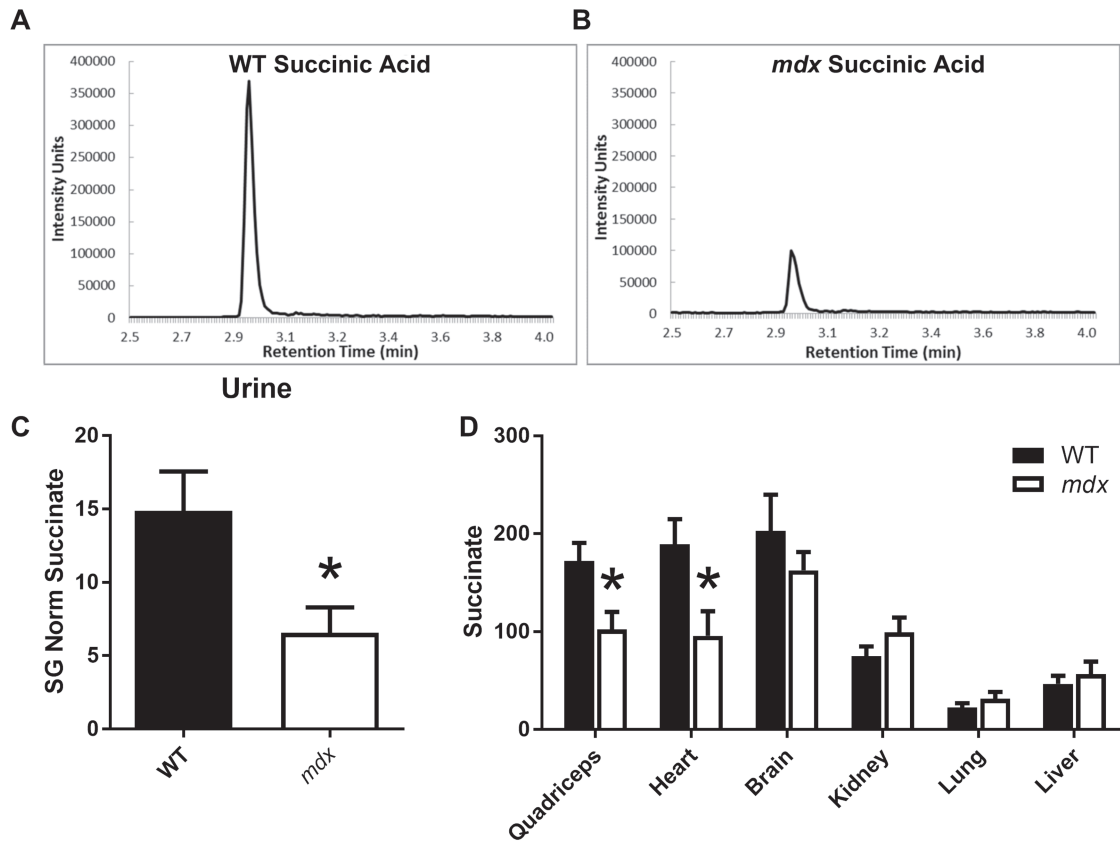 A
WT Succinic Acid
400000
350000
300000
250000
200000
150000
100000
50000
0
Intensity Units
2.5 2.7 2.9 3.1 3.2 3.4 3.6 3.8 4.0
Retention Time (min)
B
mdx Succinic Acid
400000
350000
300000
250000
200000
150000
100000
50000
0
Intensity Units
2.5 2.7 2.9 3.1 3.2 3.4 3.6 3.8 4.0
Retention Time (min)
Urine
C
20
15
10
5
0
SG Norm Succinate
*
WT
mdx
D
300
200
100
0
Succinate
WT
mdx
* *
Quadriceps
Heart
Brain
Kidney
Lung
Liver